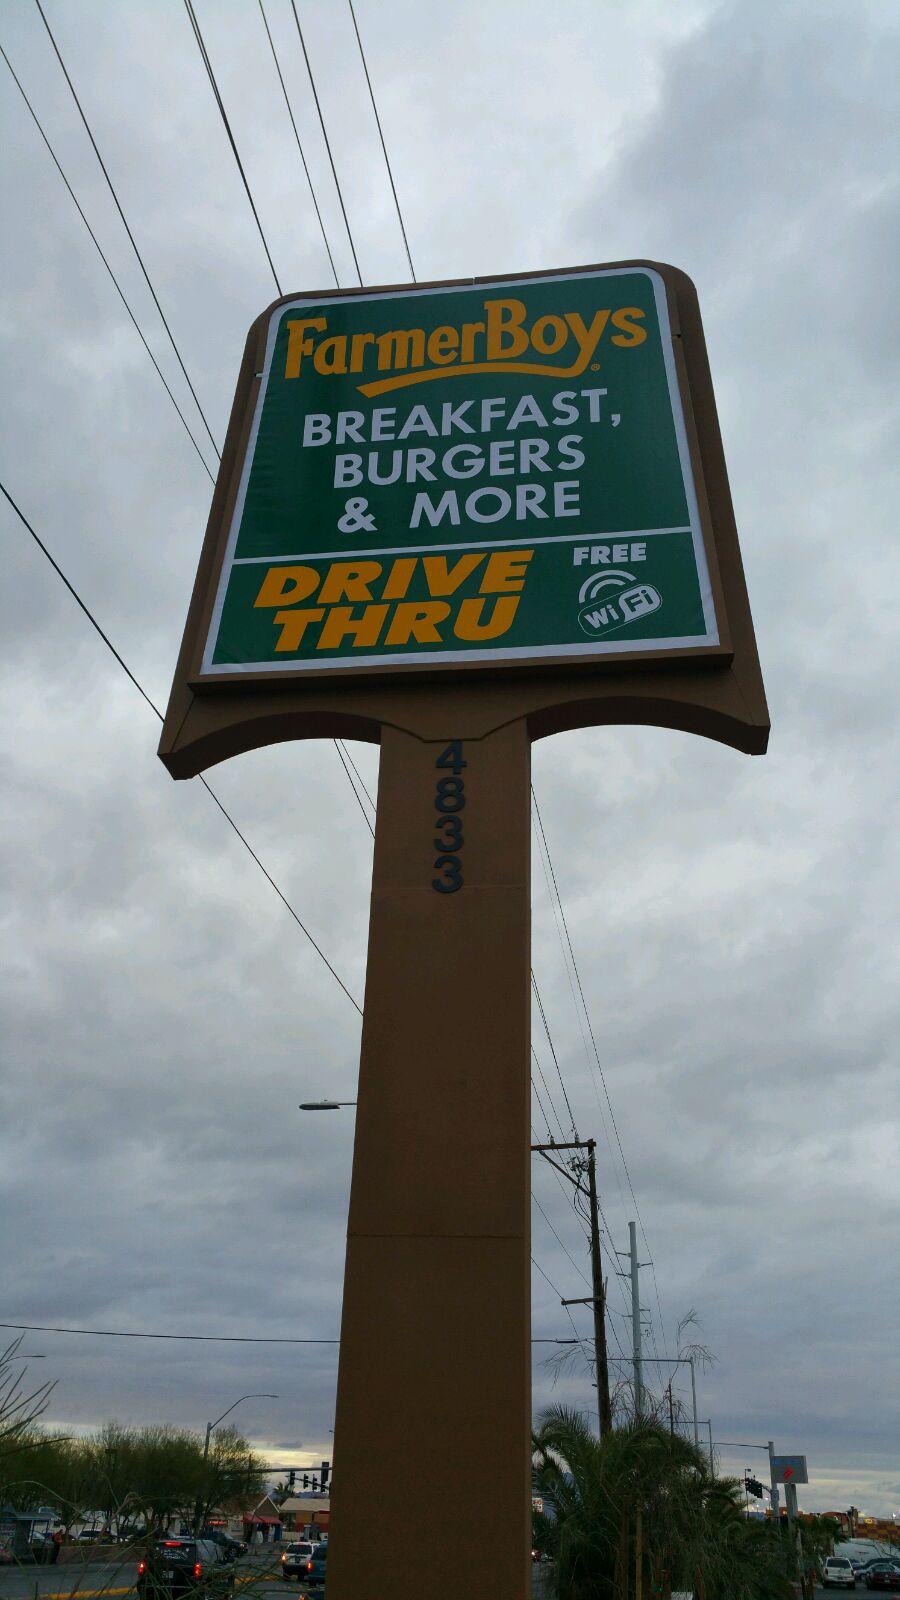 FarmerBoys®
BREAKFAST,
BURGERS
& MORE
DRIVE
THRU
FREE
WiFi
4
8
3
3